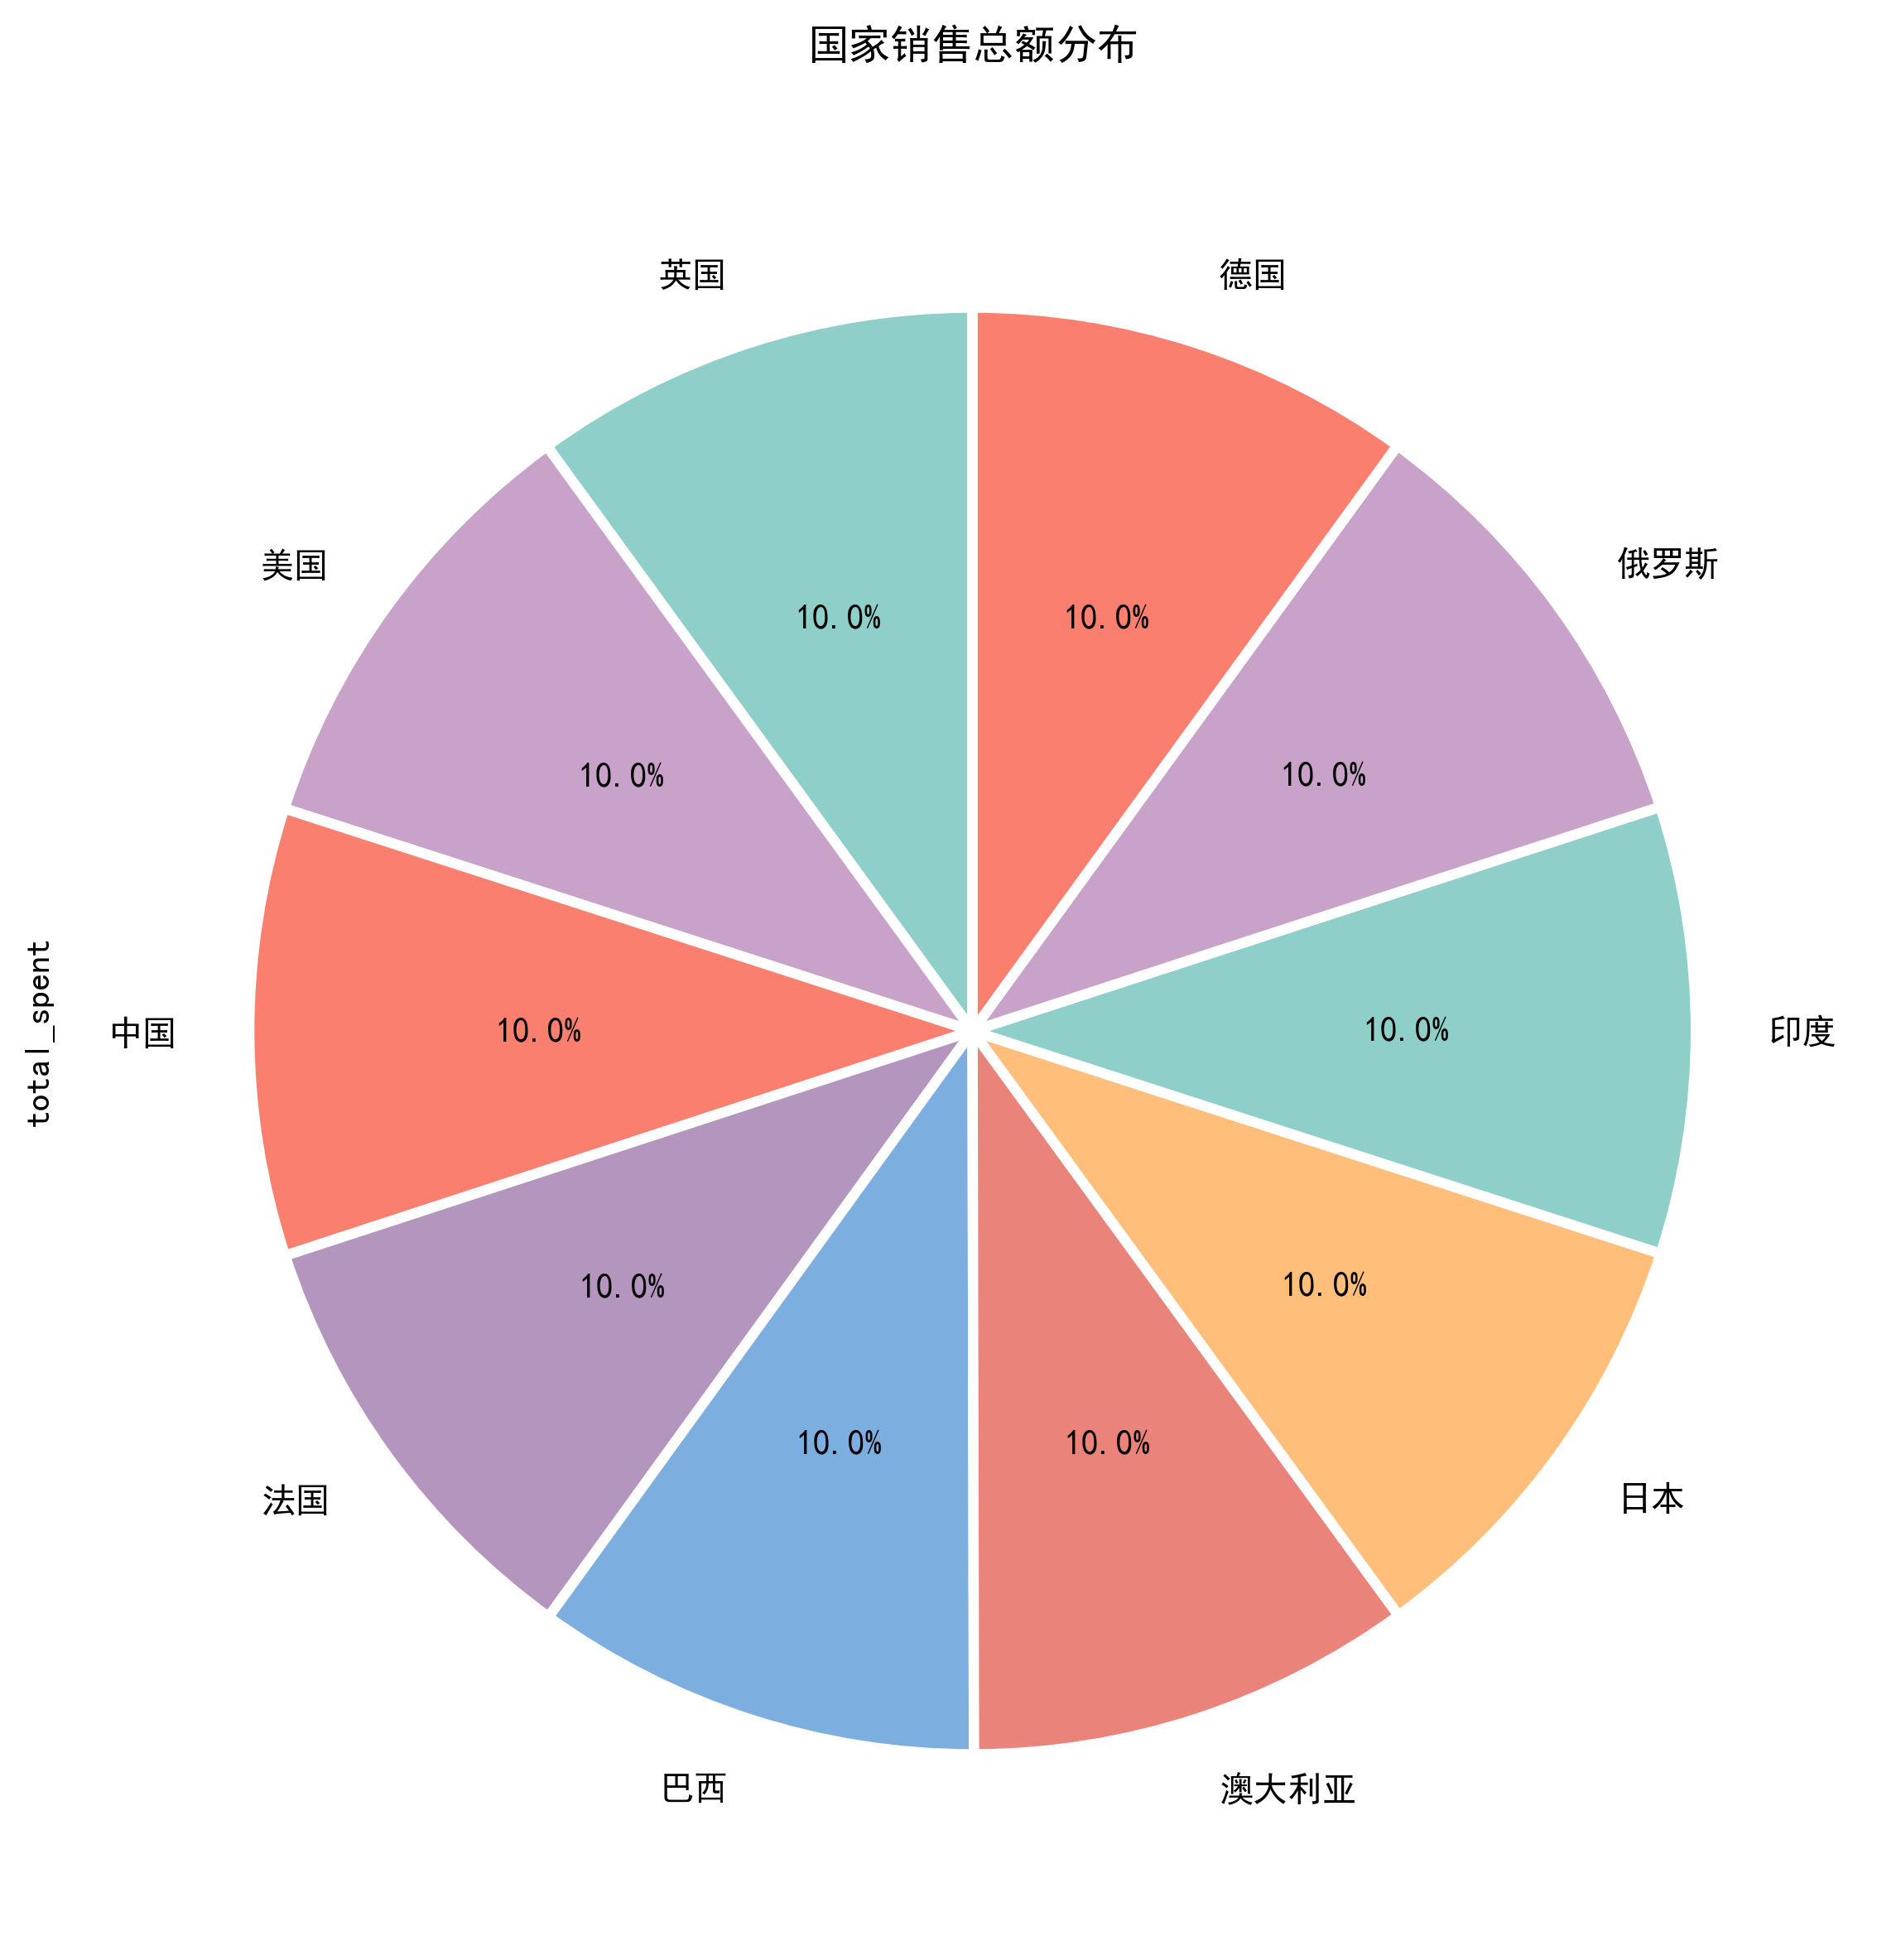 国家销售总额分布
英国
德国
美国
俄罗斯
10.0%
10.0%
10.0%
10.0%
total_spent
中国
10.0%
10.0%
印度
10.0%
10.0%
10.0%
10.0%
法国
日本
巴西
澳大利亚